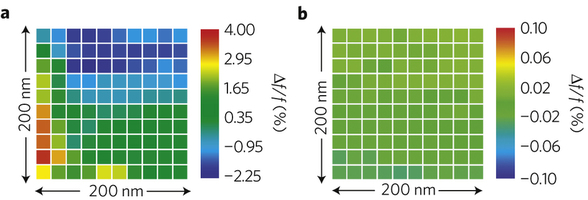 a
200 nm
200 nm
4.00
2.95
1.65
0.35
−0.95
−2.25
Δf/f (%)
b
200 nm
200 nm
0.10
0.06
0.02
−0.02
−0.06
−0.10
Δf/f (%)